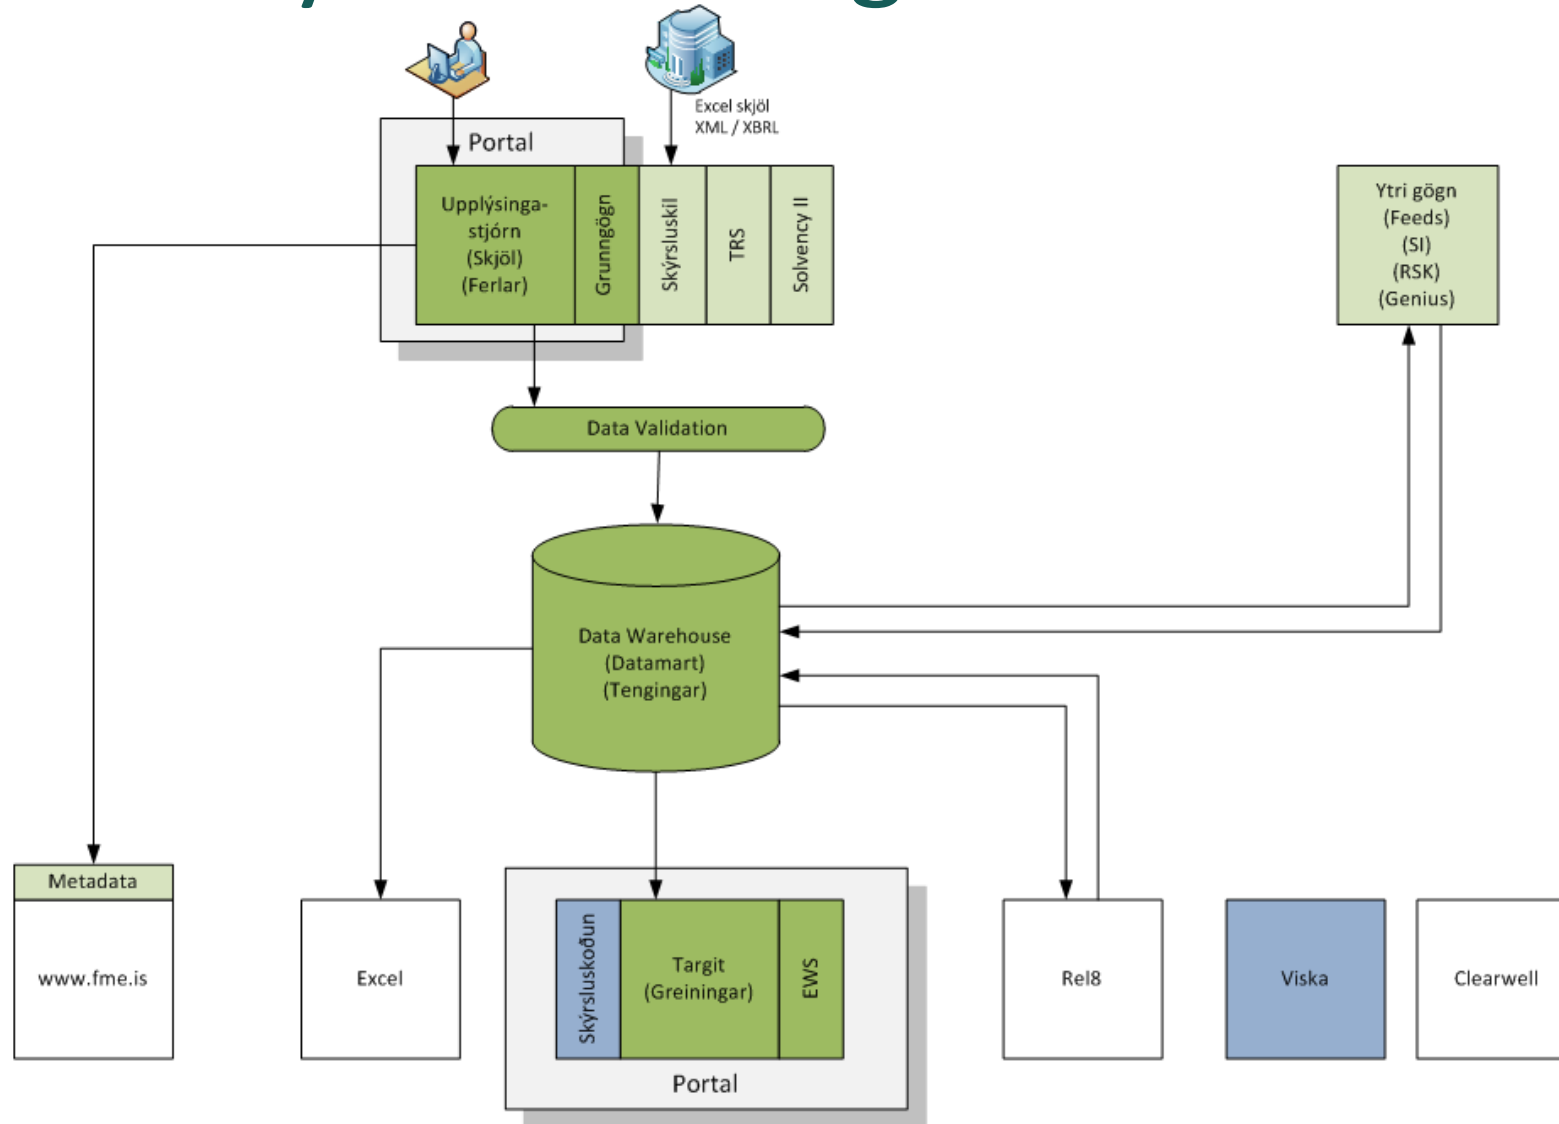 Excel skjöl
XML / XBRL
Portal
Upplýsinga-
stjórn
(Skjöl)
(Ferlar)
Grunngögn
Skýrsluskil
TRS
Solvency II
Ytri gögn
(Feeds)
(SI)
(RSK)
(Genius)
Data Validation
Data Warehouse
(Datamart)
(Tengingar)
Metadata
www.fme.is
Excel
Skýrsluskoðun
Targit
(Greiningar)
EWS
Portal
Rel8
Viska
Clearwell